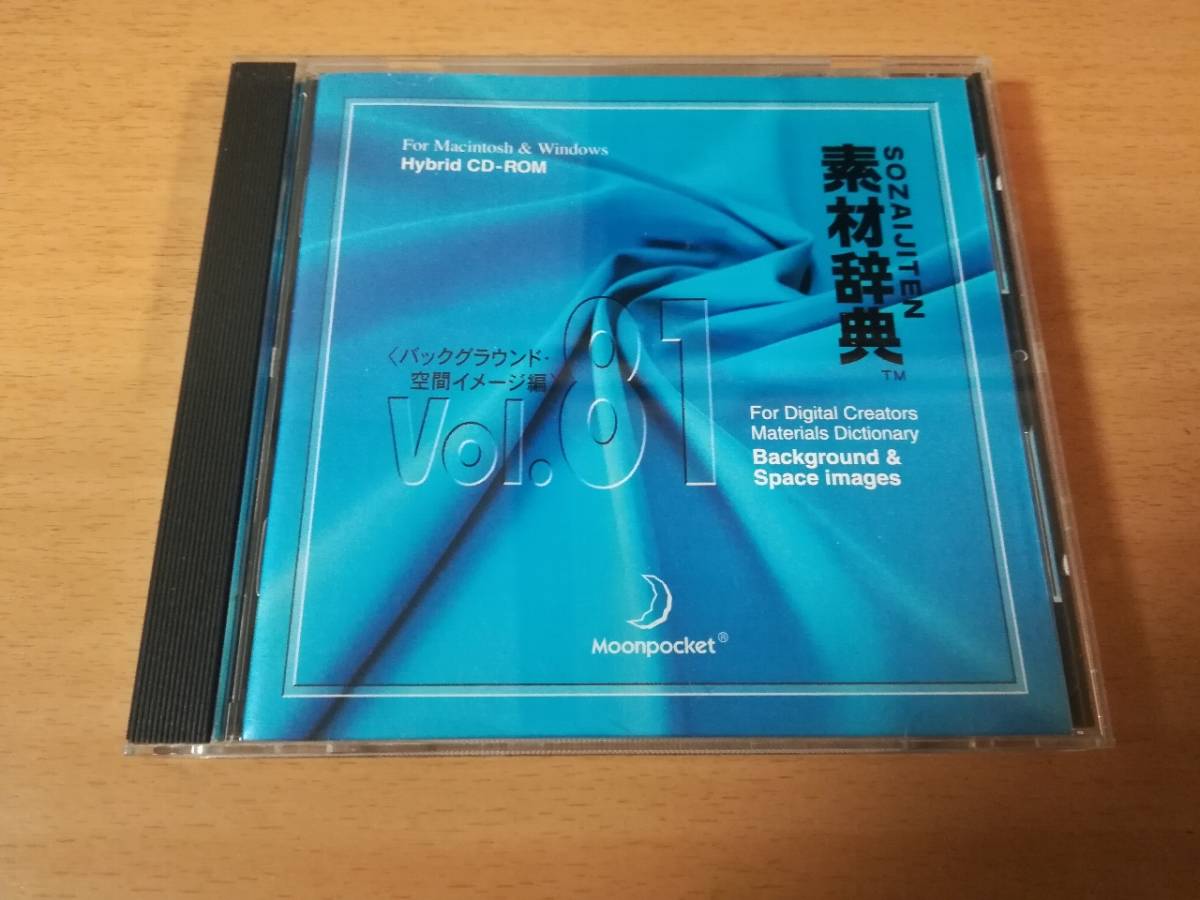 For Macintosh & Windows
Hybrid CD-ROM
素材辞典
TM
SOZAIJITEN
〈バックグラウンド・
空間イメージ編〉
Vol.81
For Digital Creators
Materials Dictionary
Background &
Space images
Moonpocket®